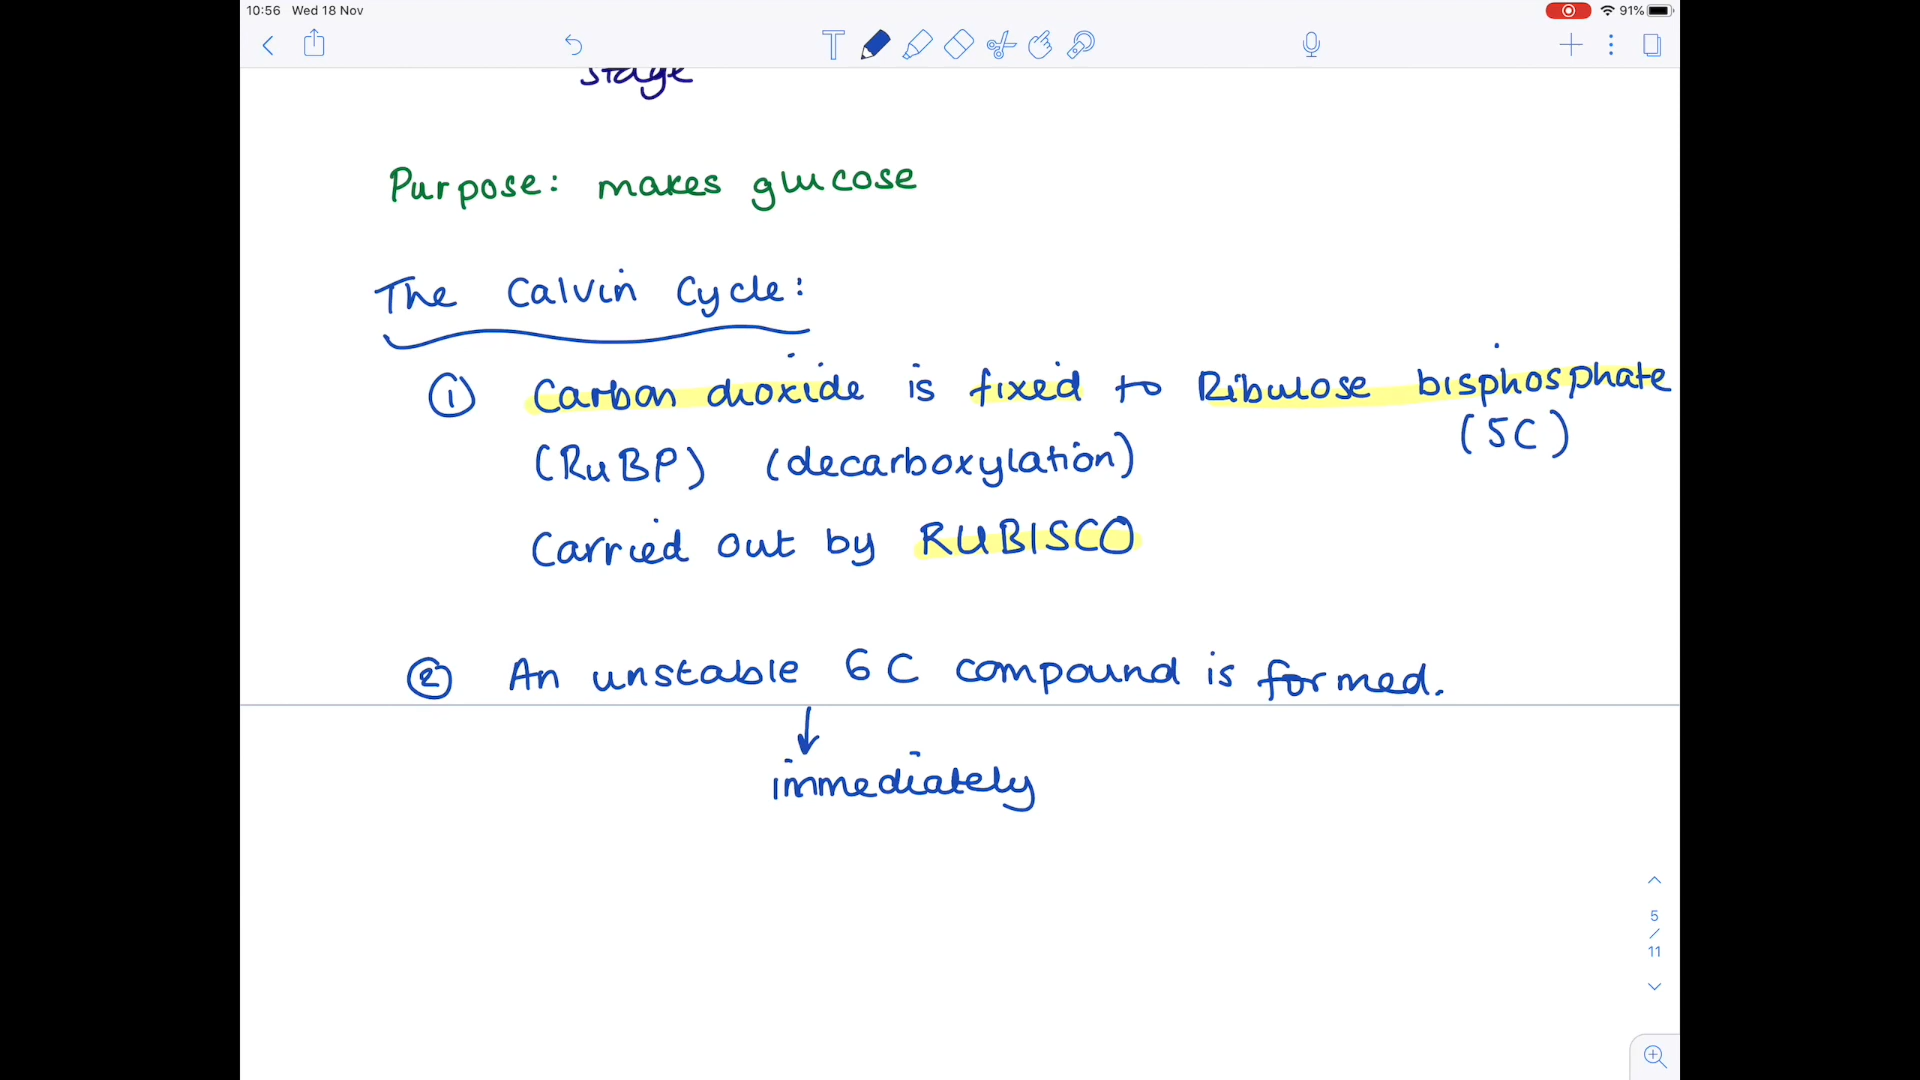 10:56 Wed 18 Nov
91%
stage
Purpose: makes glucose
The Calvin Cycle:
1 Carbon dioxide is fixed to Ribulose bisphosphate
(5C)
(RuBP) (decarboxylation)
Carried out by RUBISCO
2 An unstable 6C compound is formed.
immediately
5
/
11